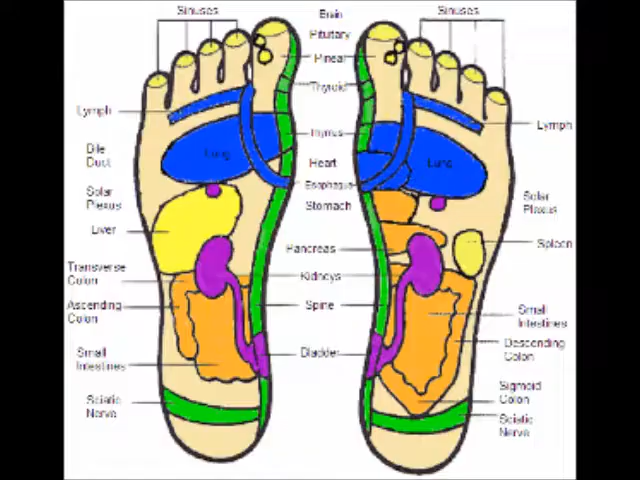 Sinuses
Brain
Sinuses
Pituitary
Pineal
Thyroid
Lymph
Lymph
Thymus
Bile
Duct
Lung
Heart
Lung
Esophagus
Solar
Plexus
Stomach
Solar
Plexus
Liver
Pancreas
Spleen
Transverse
Colon
Kidneys
Ascending
Colon
Spine
Small
Intestines
Small
Intestines
Bladder
Descending
Colon
Sciatic
Nerve
Sigmoid
Colon
Sciatic
Nerve